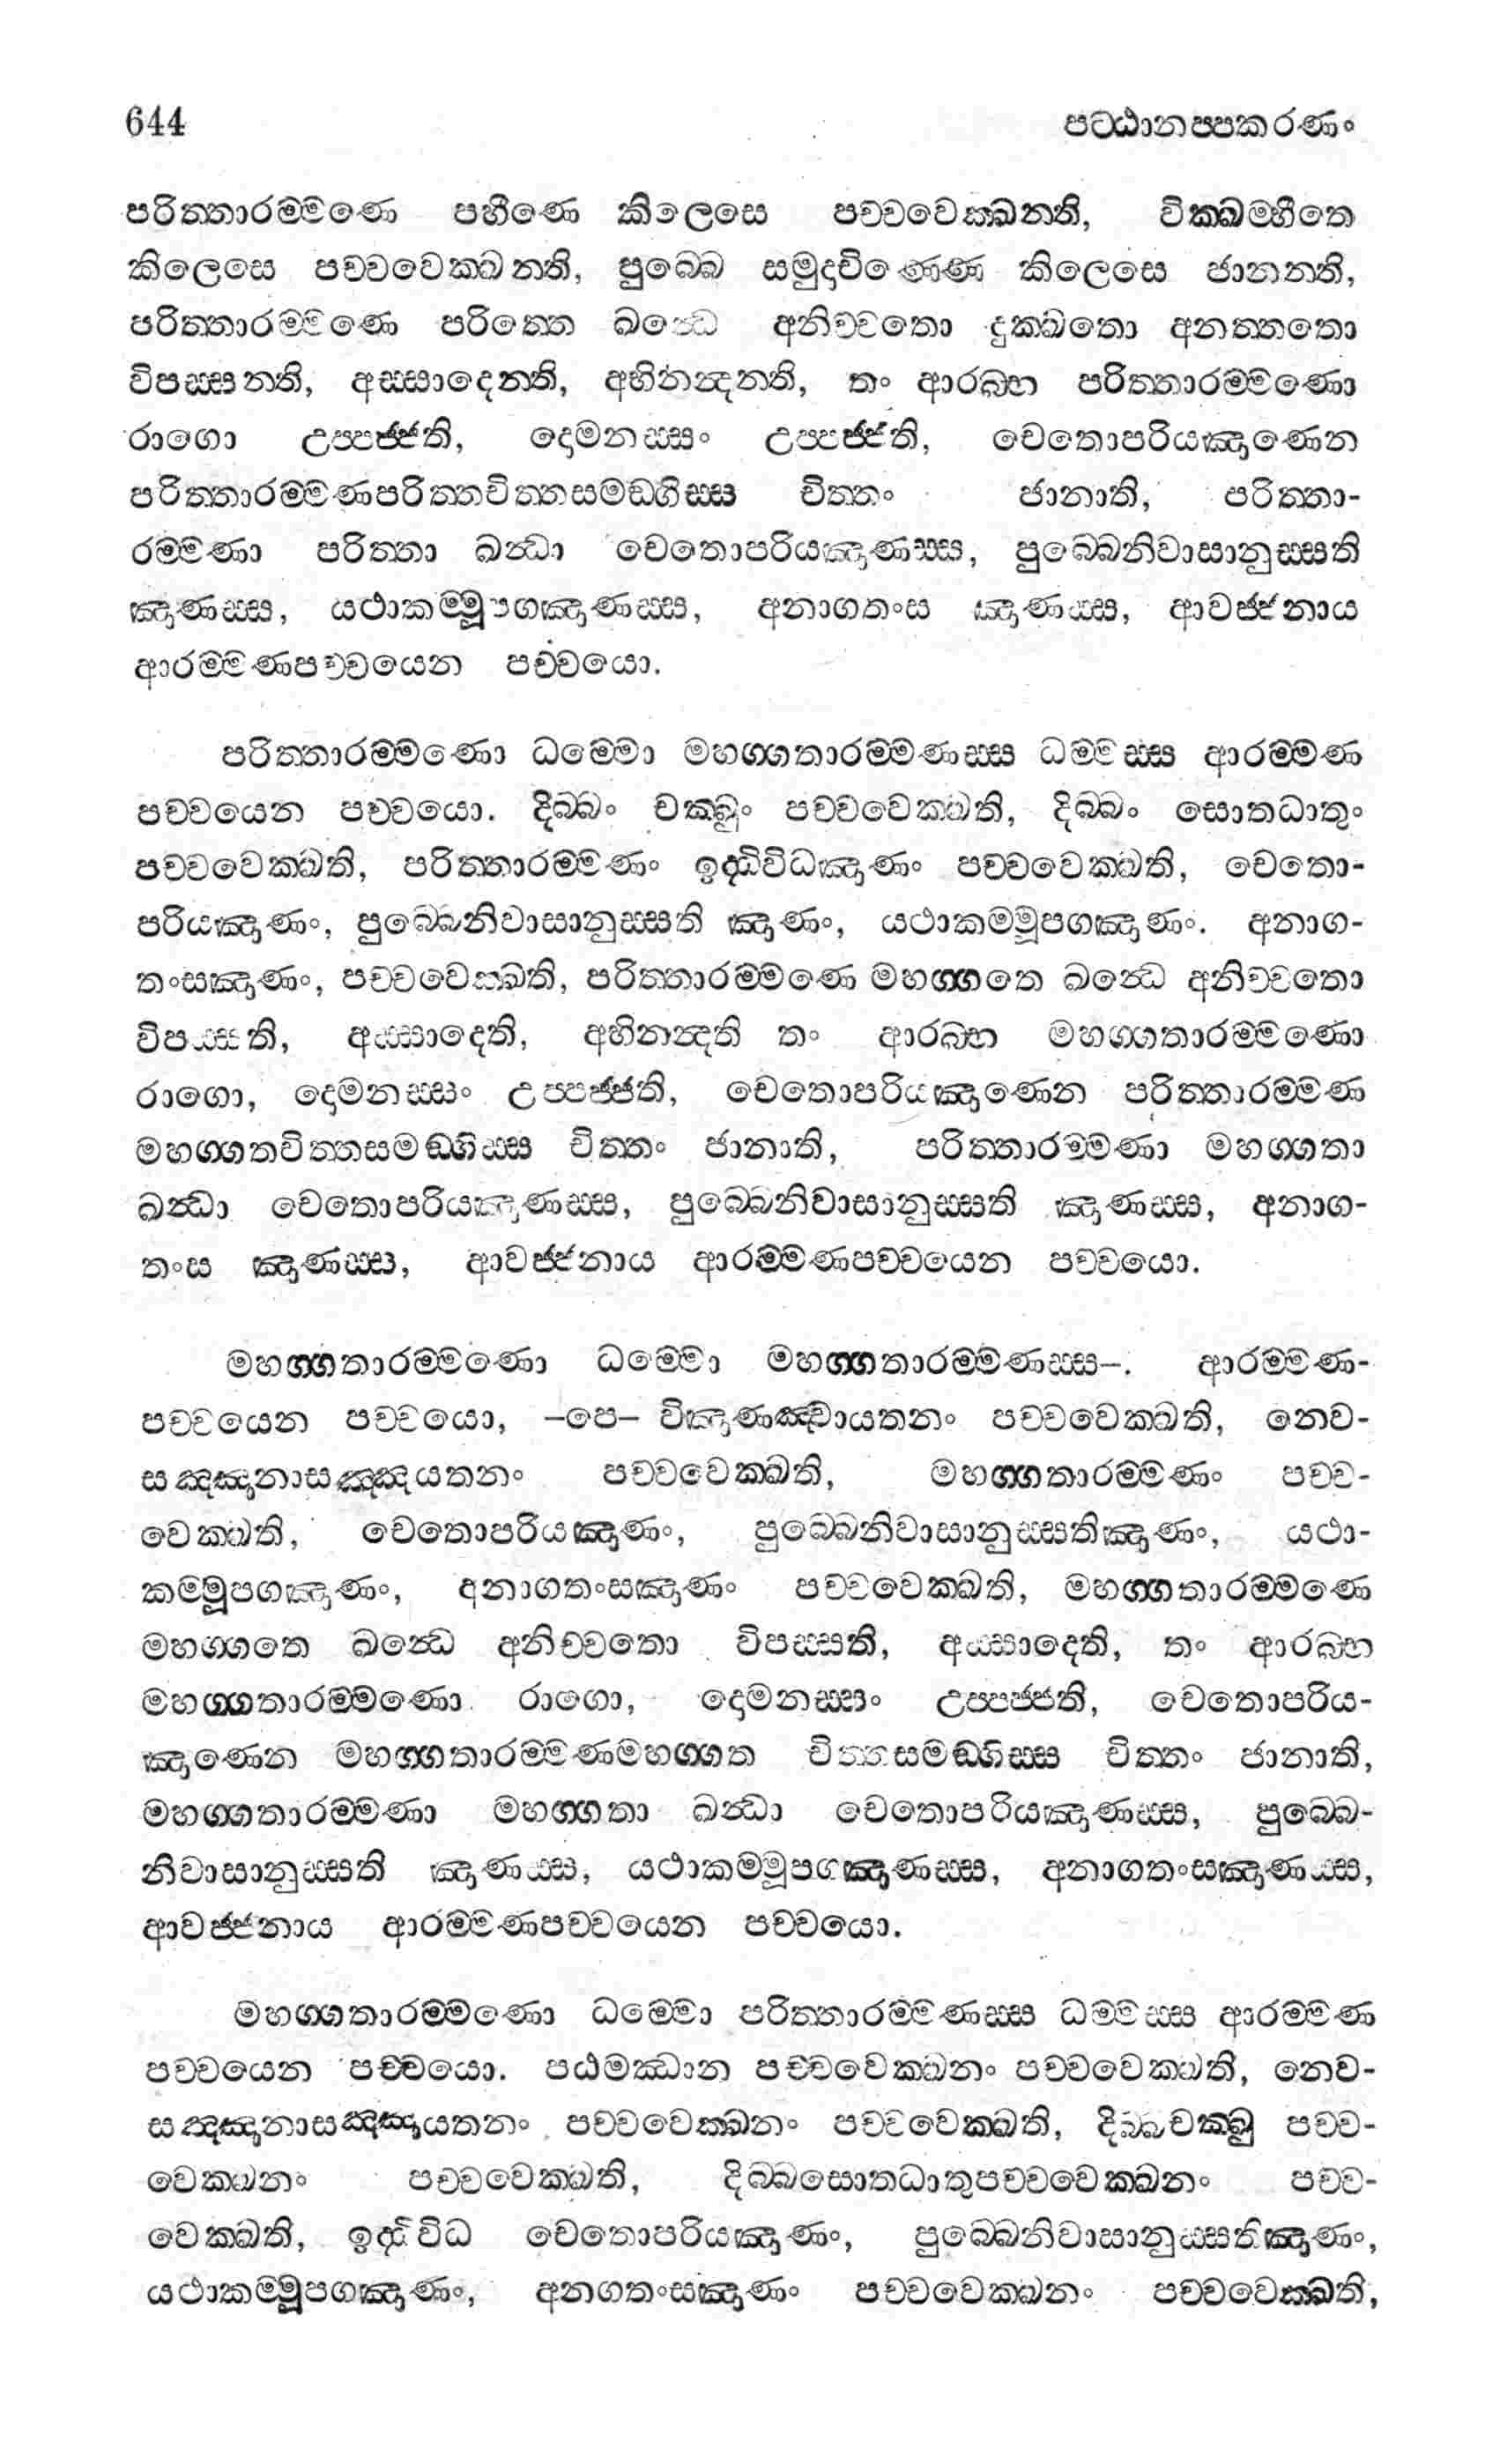 644 පට්ඨානප්පකරණං
පරිත්තාරම්මණෙ පහීණෙ කිලෙසෙ පච්චවෙක්ඛන්ති, වික්ඛම්භීතෙ
කිලෙසෙ පච්චවෙක්ඛන්ති, පුබ්බෙ සමුදාචිණ්ණෙ කිලෙසෙ ජානන්ති,
පරිත්තාරම්මණෙ පරිත්තෙ ඛන්ධෙ අනිච්චතො දුක්ඛතො අනත්තතො
විපස්සන්ති, අස්සාදෙන්ති, අභිනන්දන්ති, තං ආරබ්භ පරිත්තාරම්මණො
රාගො උප්පජ්ජති, දොමනස්සං උප්පජ්ජති, චෙතොපරියඤාණෙන
පරිත්තාරම්මණපරිත්තචිත්තසමඞ්ගිස්ස චිත්තං ජානාති, පරිත්තා-
රම්මණා පරිත්තා ඛන්ධා චෙතොපරියඤාණස්ස, පුබ්බෙනිවාසානුස්සති
ඤාණස්ස, යථාකම්මූපගඤාණස්ස, අනාගතංස ඤාණස්ස, ආවජ්ජනාය
ආරම්මණපච්චයෙන පච්චයො.
පරිත්තාරම්මණො ධම්මො මහග්ගතාරම්මණස්ස ධම්මස්ස ආරම්මණ
පච්චයෙන පච්චයො. දිබ්බං චක්ඛුං පච්චවෙක්ඛති, දිබ්බං සොතධාතුං
පච්චවෙක්ඛති, පරිත්තාරම්මණං ඉද්ධිවිධඤාණං පච්චවෙක්ඛති, චෙතො-
පරියඤාණං, පුබ්බෙනිවාසානුස්සති ඤාණං, යථාකම්මූපගඤාණං. අනාග-
තංසඤාණං, පච්චවෙක්ඛති, පරිත්තාරම්මණෙ මහග්ගතෙ ඛන්ධෙ අනිච්චතො
විපස්සති, අස්සාදෙති, අභිනන්දති තං ආරබ්භ මහග්ගතාරම්මණො
රාගො, දොමනස්සං උප්පජ්ජති, චෙතොපරියඤාණෙන පරිත්තාරම්මණ
මහග්ගතචිත්තසමඞ්ගිස්ස චිත්තං ජානාති, පරිත්තාරම්මණා මහග්ගතා
ඛන්ධා චෙතොපරියඤාණස්ස, පුබ්බෙනිවාසානුස්සති ඤාණස්ස, අනාග-
තංස ඤාණස්ස, ආවජ්ජනාය ආරම්මණපච්චයෙන පච්චයො.
මහග්ගතාරම්මණො ධම්මො මහග්ගතාරම්මණස්ස–. ආරම්මණ-
පච්චයෙන පච්චයො, –පෙ– විඤාණඤ්චායතනං පච්චවෙක්ඛති, නෙව-
සඤ්ඤානාසඤ්ඤායතනං පච්චවෙක්ඛති, මහග්ගතාරම්මණං පච්ච-
වෙක්ඛති, චෙතොපරියඤාණං, පුබ්බෙනිවාසානුස්සතිඤාණං, යථා-
කම්මූපගඤාණං, අනාගතංසඤාණං පච්චවෙක්ඛති, මහග්ගතාරම්මණෙ
මහග්ගතෙ ඛන්ධෙ අනිච්චතො විපස්සති, අස්සාදෙති, තං ආරබ්භ
මහග්ගතාරම්මණො රාගො, දොමනස්සං උප්පජ්ජති, චෙතොපරිය-
ඤාණෙන මහග්ගතාරම්මණමහග්ගත චිත්තසමඞ්ගිස්ස චිත්තං ජානාති,
මහග්ගතාරම්මණා මහග්ගතා ඛන්ධා චෙතොපරියඤාණස්ස, පුබ්බෙ-
නිවාසානුස්සති ඤාණස්ස, යථාකම්මූපගඤාණස්ස, අනාගතංසඤාණස්ස,
ආවජ්ජනාය ආරම්මණපච්චයෙන පච්චයො.
මහග්ගතාරම්මණො ධම්මො පරිත්තාරම්මණස්ස ධම්මස්ස ආරම්මණ
පච්චයෙන පච්චයො. පඨමඣාන පච්චවෙක්ඛනං පච්චවෙක්ඛති, නෙව-
සඤ්ඤානාසඤ්ඤායතනං පච්චවෙක්ඛනං පච්චවෙක්ඛති, දිබ්බචක්ඛු පච්ච-
වෙක්ඛනං පච්චවෙක්ඛති, දිබ්බසොතධාතුපච්චවෙක්ඛනං පච්ච-
වෙක්ඛති, ඉද්ධිවිධ චෙතොපරියඤාණං, පුබ්බෙනිවාසානුස්සතිඤාණං,
යථාකම්මූපගඤාණං, අනගතංසඤාණං පච්චවෙක්ඛනං පච්චවෙක්ඛති,